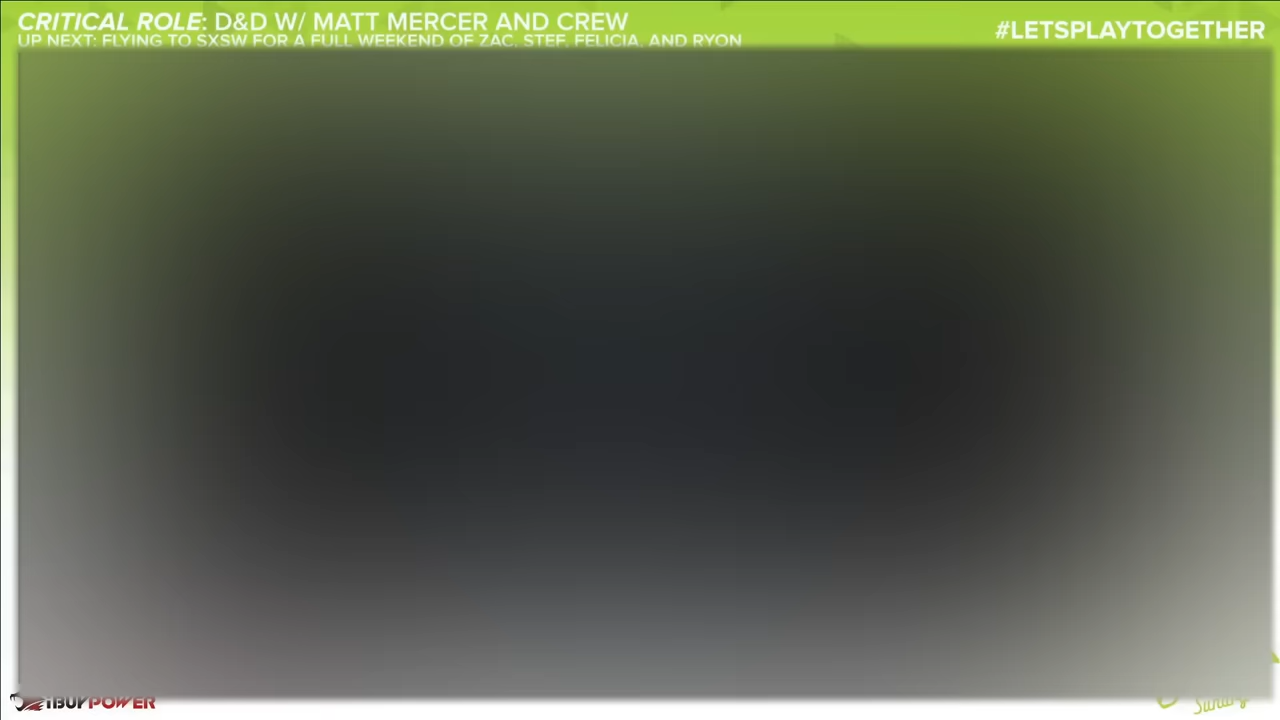 CRITICAL ROLE: D&D W/ MATT MERCER AND CREW
#LETSPLAYTOGETHER
UP NEXT: FLYING TO SXSW FOR A FULL WEEKEND OF ZAC, STEF, FELICIA, AND RYON
iBUYPOWER
Sunday